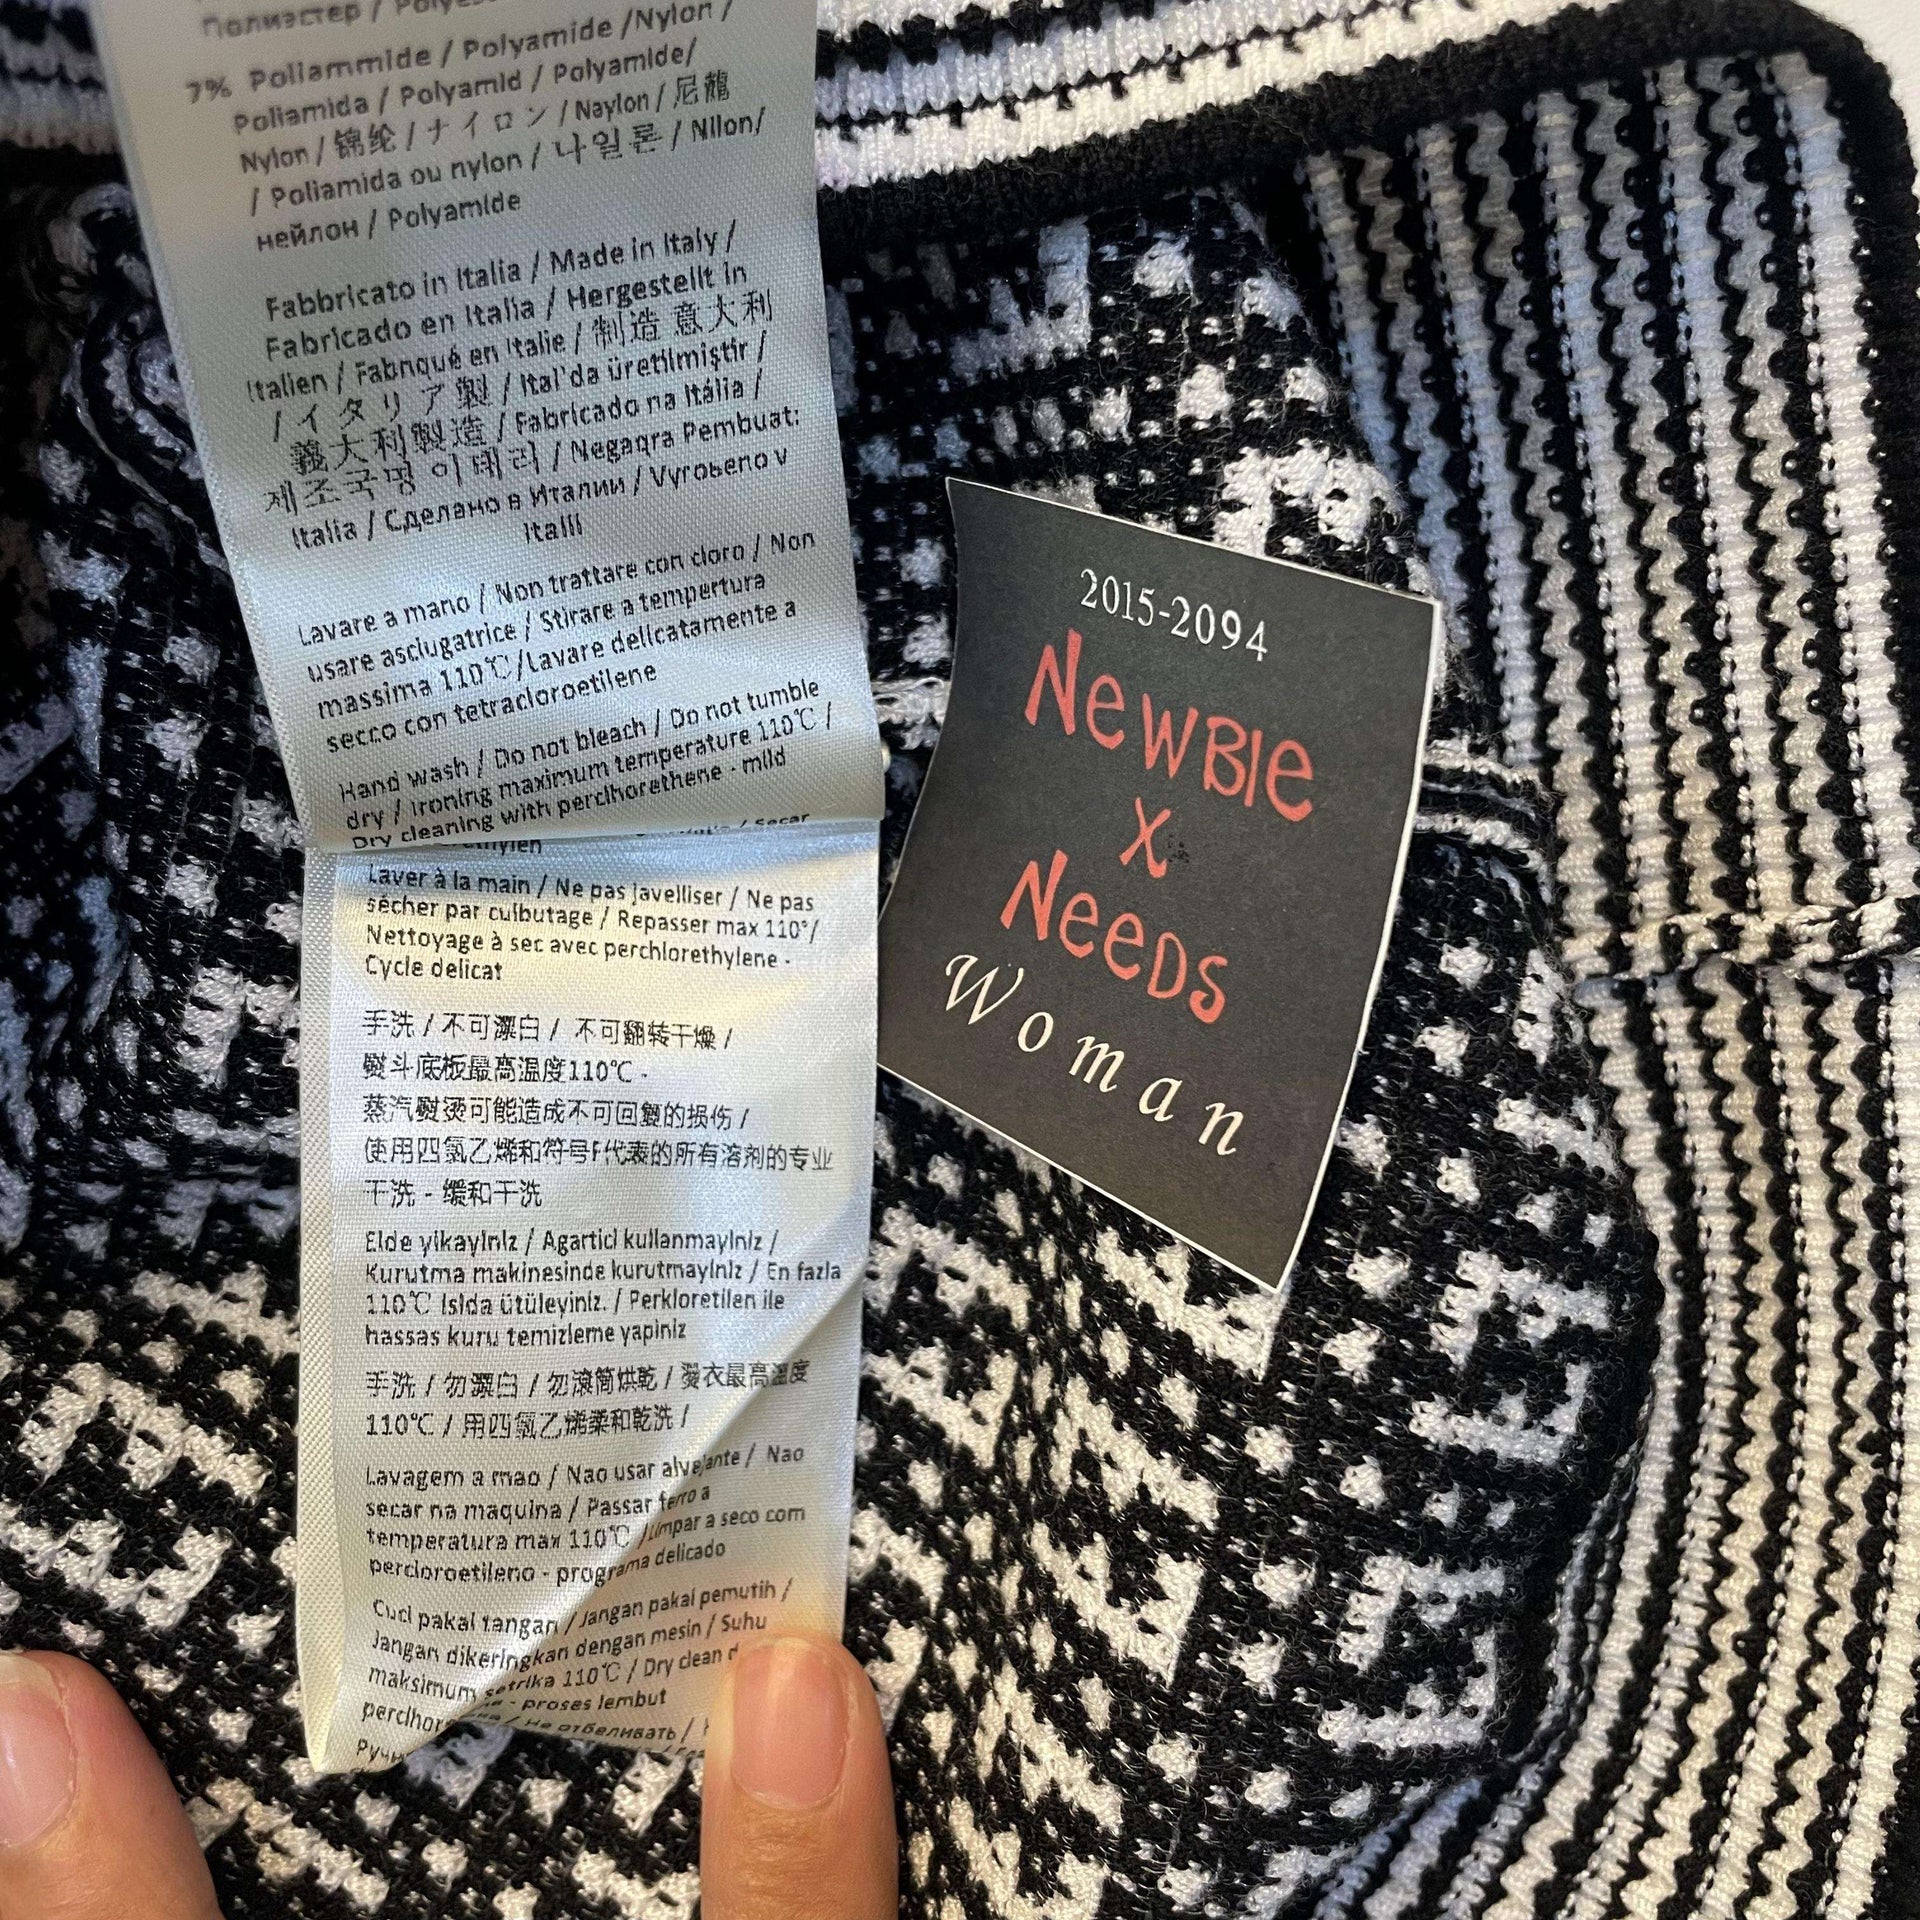 Полиэстер /
7% Poliammide / Polyamide /Nylon /
Poliamida / Polyamid / Polyamide/
Nylon / 锦纶 / ナイロン / Naylon / 尼龍
/ Poliamida ou nylon / 나일론 / Nilon/
нейлон / Polyamide
Fabbricato in Italia / Made in Italy /
Fabricado en Italia / Hergestellt in
Italien / Fabriqué en Italie / 制造 意大利
/ イタリア 製 / Ital'da üretilmiştir /
義大利製造 / Fabricado na Itália /
제조국명 이태리 / Negaqra Pembuat:
Italia / Сделано в Италии / Vyrobeno v
Italii
Lavare a mano / Non trattare con cloro / Non
usare asciugatrice / Stirare a tempertura
massima 110℃/Lavare delicatamente a
secco con tetracloroetilene
Hand wash / Do not bleach / Do not tumble
dry / Ironing maximum temperature 110℃ /
Dry cleaning with perclhorethene - mild
Laver à la main / Ne pas javelliser / Ne pas
sécher par culbutage / Repasser max 110°/
Nettoyage à sec avec perchlorethylene -
Cycle delicat
手洗 / 不可漂白 / 不可翻转干燥 /
熨斗底板最高温度110℃ -
蒸汽熨烫可能造成不可回复的损伤 /
使用四氯乙烯和符号F代表的所有溶剂的专业
干洗 - 缓和干洗
Elde yikayiniz / Agartici kullanmayiniz /
Kurutma makinesinde kurutmayiniz / En fazla
110℃ isida ütüleyiniz. / Perkloretilen ile
hassas kuru temizleme yapiniz
手洗 / 勿漂白 / 勿滾筒烘乾 / 燙衣最高溫度
110℃ / 用四氯乙烯柔和乾洗 /
Lavagem a mao / Nao usar alvejante / Nao
secar na maquina / Passar ferro a
temperatura max 110℃ /Limpar a seco com
percloroetileno - programa delicado
Cuci pakai tangan / Jangan pakai pemutih /
Jangan dikeringkan dengan mesin / Suhu
maksimum setrika 110℃ / Dry clean
- proses lembut
/ Не отбеливать /
2015-2094
NeWBIe
X
NeeDS
Woman